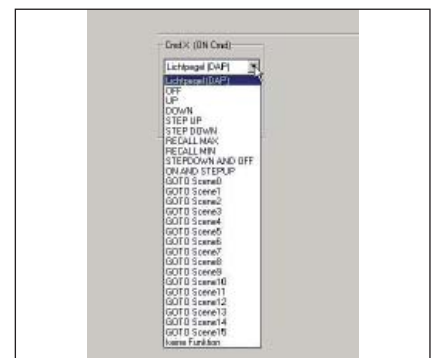 Cmd X (ON Cmd)
Lichtpegel (DAP)
Lichtpegel (DAP)
OFF
UP
DOWN
STEP UP
STEP DOWN
RECALL MAX
RECALL MIN
STEPDOWN AND OFF
ON AND STEPUP
GOTO Scene0
GOTO Scene1
GOTO Scene2
GOTO Scene3
GOTO Scene4
GOTO Scene5
GOTO Scene6
GOTO Scene7
GOTO Scene8
GOTO Scene9
GOTO Scene10
GOTO Scene11
GOTO Scene12
GOTO Scene13
GOTO Scene14
GOTO Scene15
keine Funktion